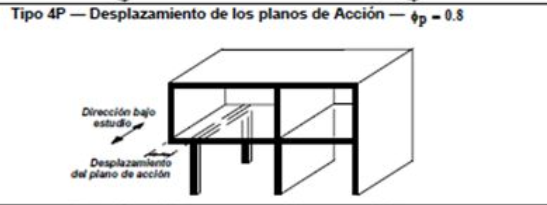 Tipo 4P — Desplazamiento de los planos de Acción — ϕp = 0.8
Dirección bajo
estudio
Desplazamiento
del plano de acción